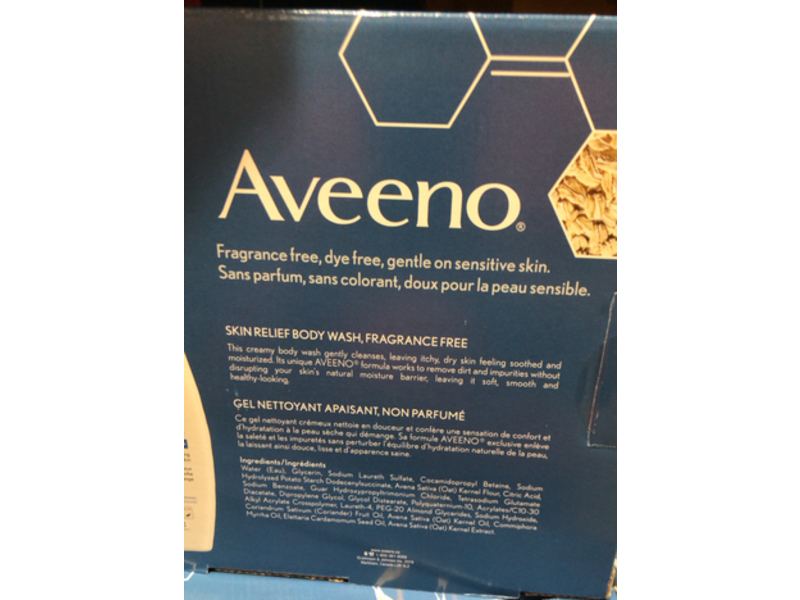 Aveeno®
Fragrance free, dye free, gentle on sensitive skin.
Sans parfum, sans colorant, doux pour la peau sensible.
SKIN RELIEF BODY WASH, FRAGRANCE FREE
This creamy body wash gently cleanses, leaving itchy, dry skin feeling soothed and
moisturized. Its unique AVEENO® formula works to remove dirt and impurities without
disrupting your skin's natural moisture barrier, leaving it soft, smooth and
healthy-looking.
GEL NETTOYANT APAISANT, NON PARFUMÉ
Ce gel nettoyant crémeux nettoie en douceur et confère une sensation de confort et
d'hydratation à la peau sèche qui démange. Sa formule AVEENO® exclusive enlève
la saleté et les impuretés sans perturber l'équilibre d'hydratation naturelle de la peau,
la laissant ainsi douce, lisse et d'apparence saine.
Ingredients/Ingrédients
Water (Eau), Glycerin, Sodium Laureth Sulfate, Cocamidopropyl Betaine, Sodium
Hydrolyzed Potato Starch Dodecenylsuccinate, Avena Sativa (Oat) Kernel Flour, Citric Acid,
Sodium Benzoate, Guar Hydroxypropyltrimonium Chloride, Tetrasodium Glutamate
Diacetate, Dipropylene Glycol, Glycol Distearate, Polyquaternium-10, Acrylates/C10-30
Alkyl Acrylate Crosspolymer, Laureth-4, PEG-20 Almond Glycerides, Sodium Hydroxide,
Coriandrum Sativum (Coriander) Fruit Oil, Avena Sativa (Oat) Kernel Oil, Commiphora
Myrrha Oil, Elettaria Cardamomum Seed Oil, Avena Sativa (Oat) Kernel Extract.